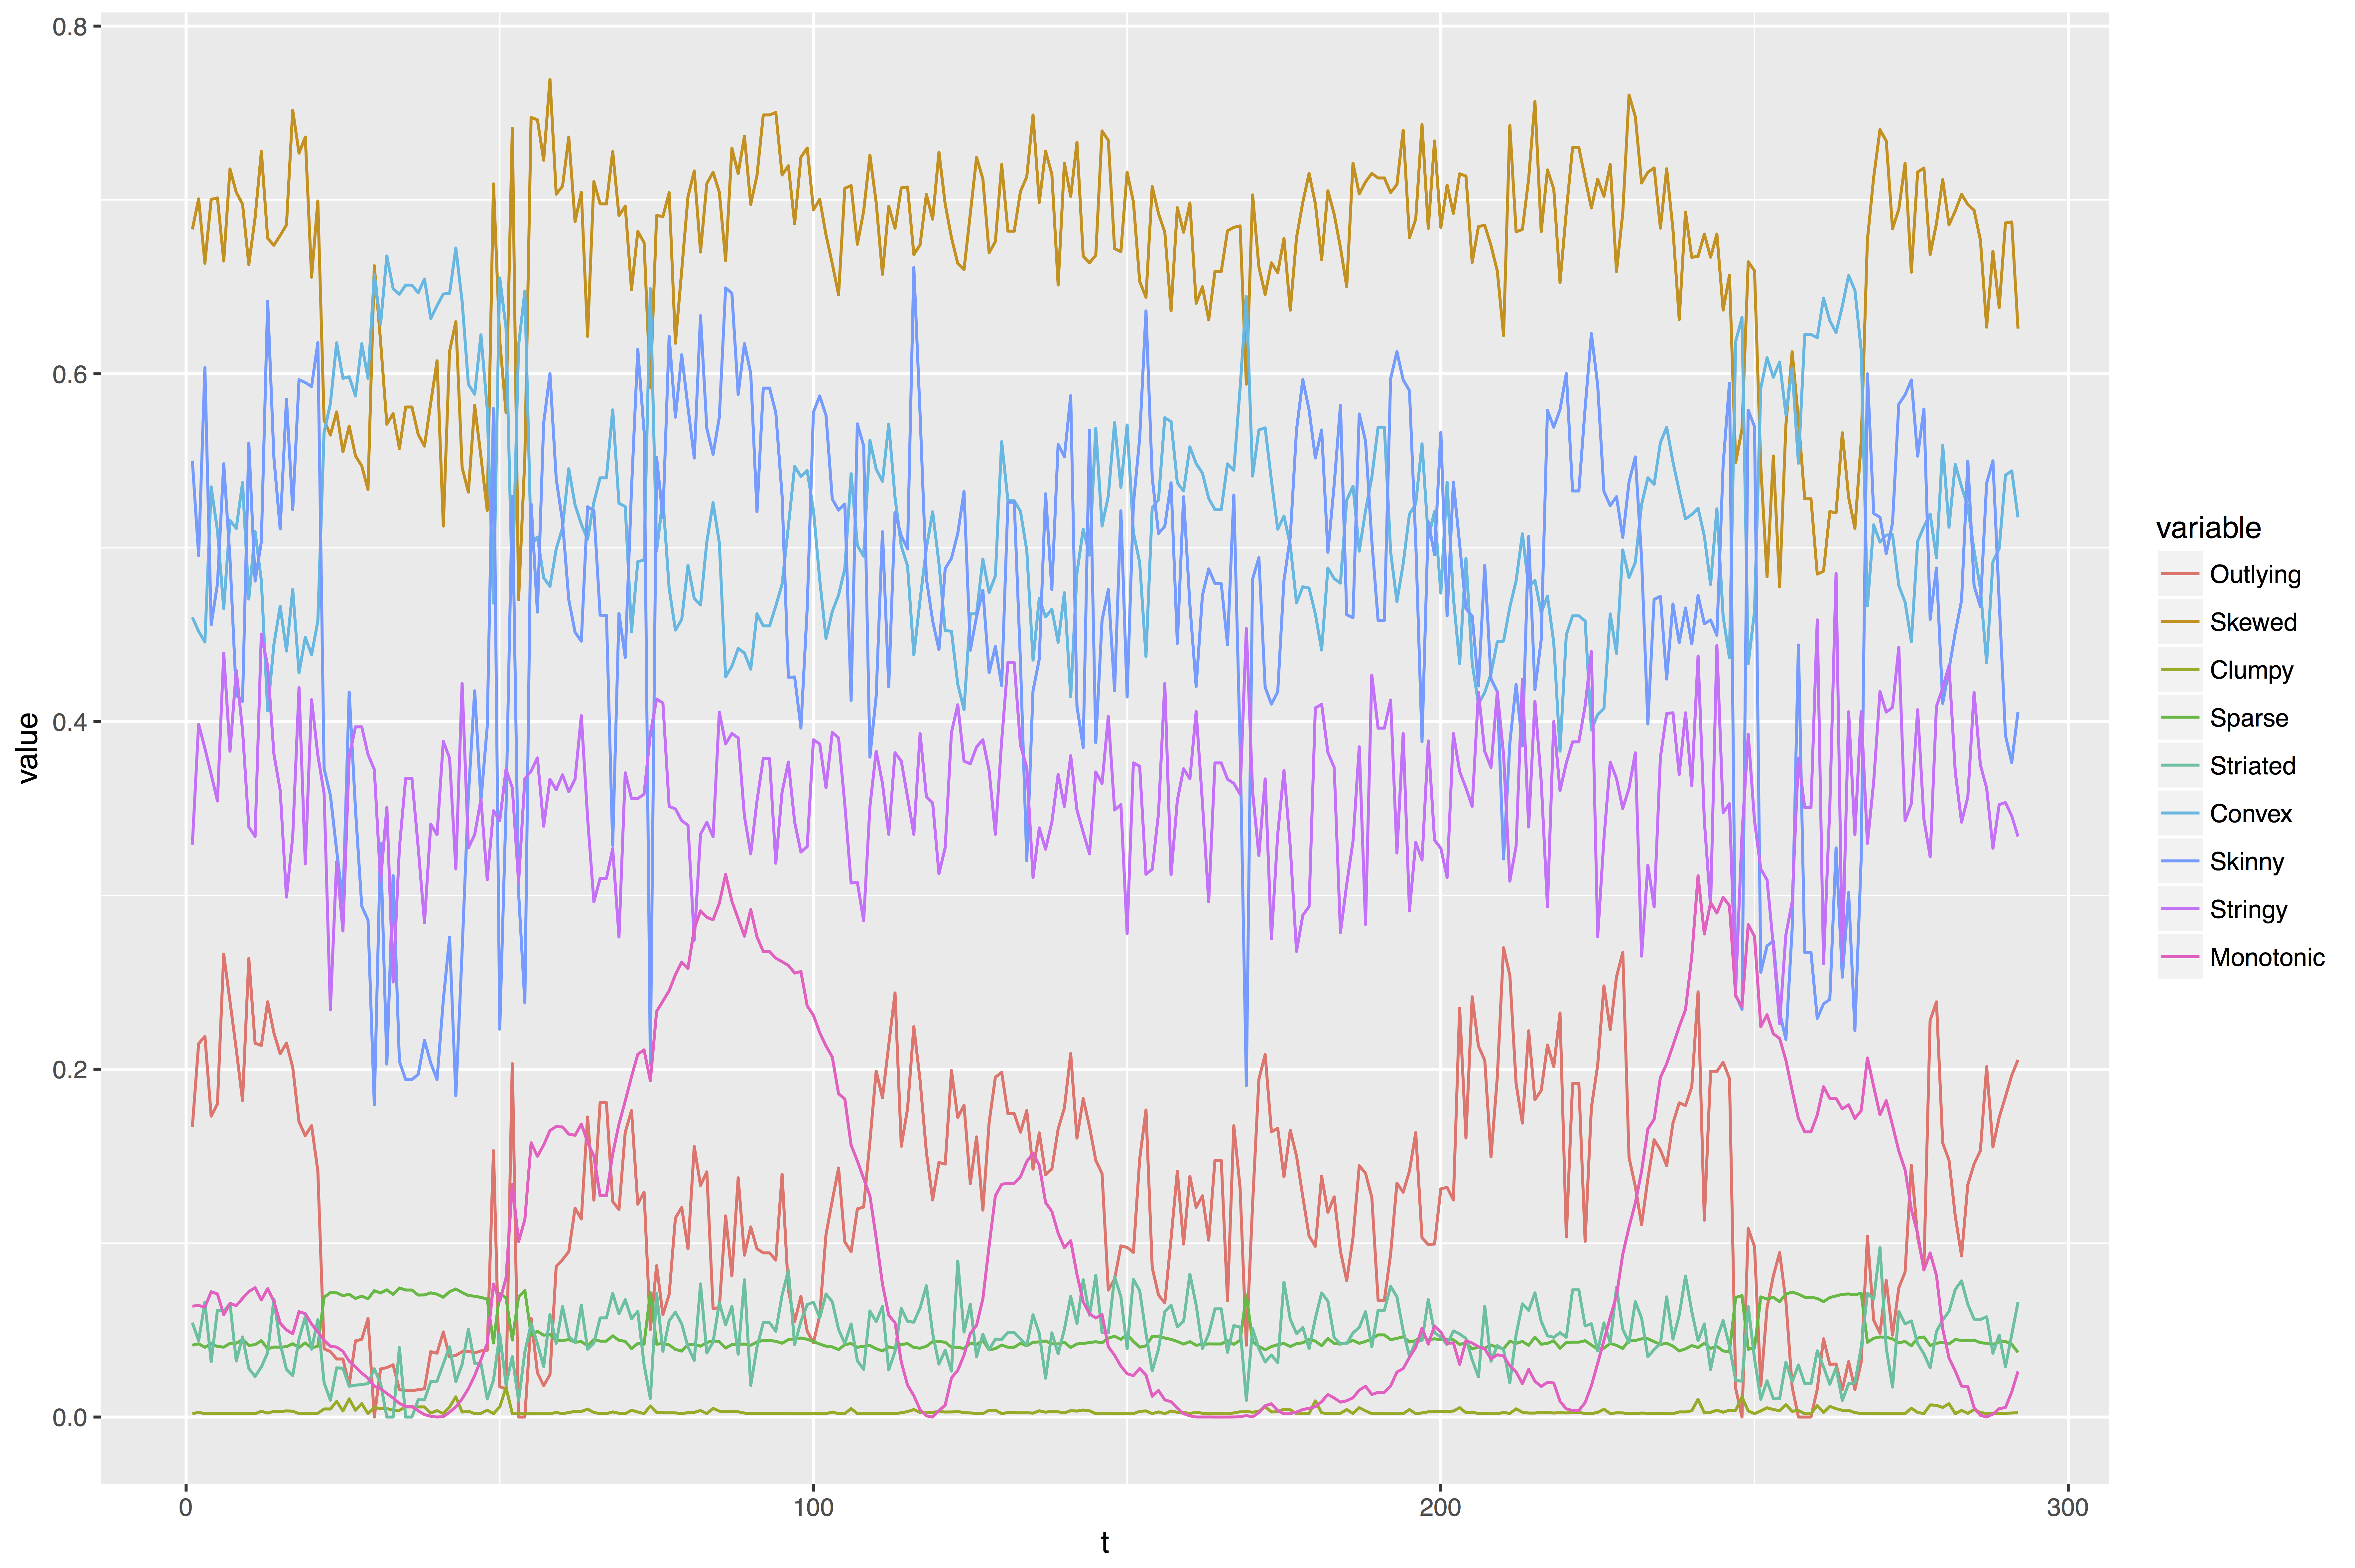 value
0.8
0.6
0.4
0.2
0.0
0
100
200
300
t
variable
Outlying
Skewed
Clumpy
Sparse
Striated
Convex
Skinny
Stringy
Monotonic